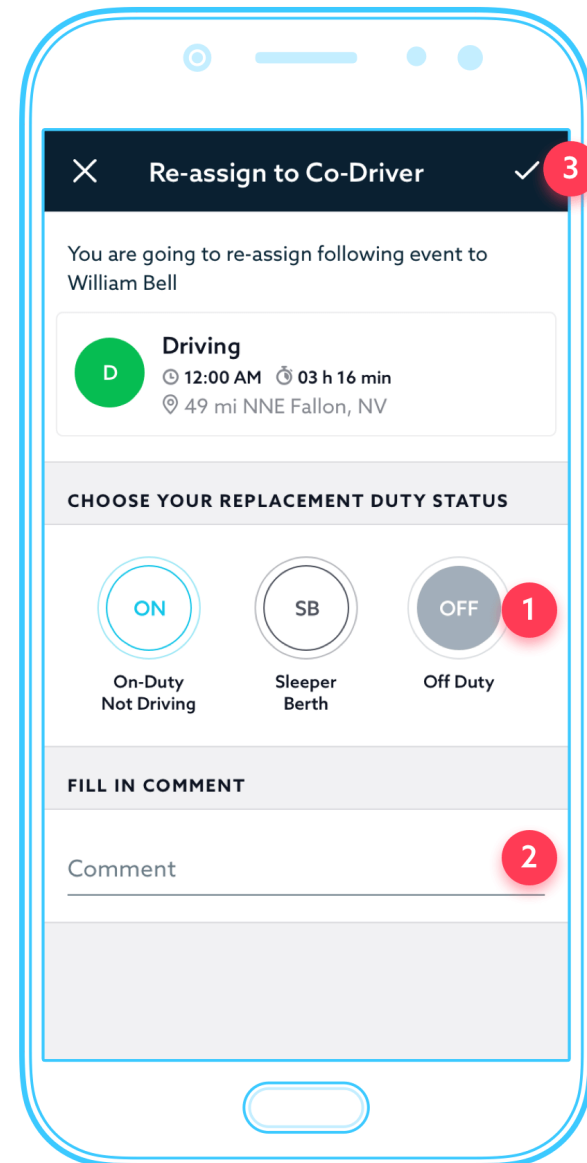 Re-assign to Co-Driver
3
You are going to re-assign following event to
William Bell
D
Driving
12:00 AM 03 h 16 min
49 mi NNE Fallon, NV
CHOOSE YOUR REPLACEMENT DUTY STATUS
ON SB OFF 1
On-Duty Sleeper Off Duty
Not Driving Berth
FILL IN COMMENT
Comment 2